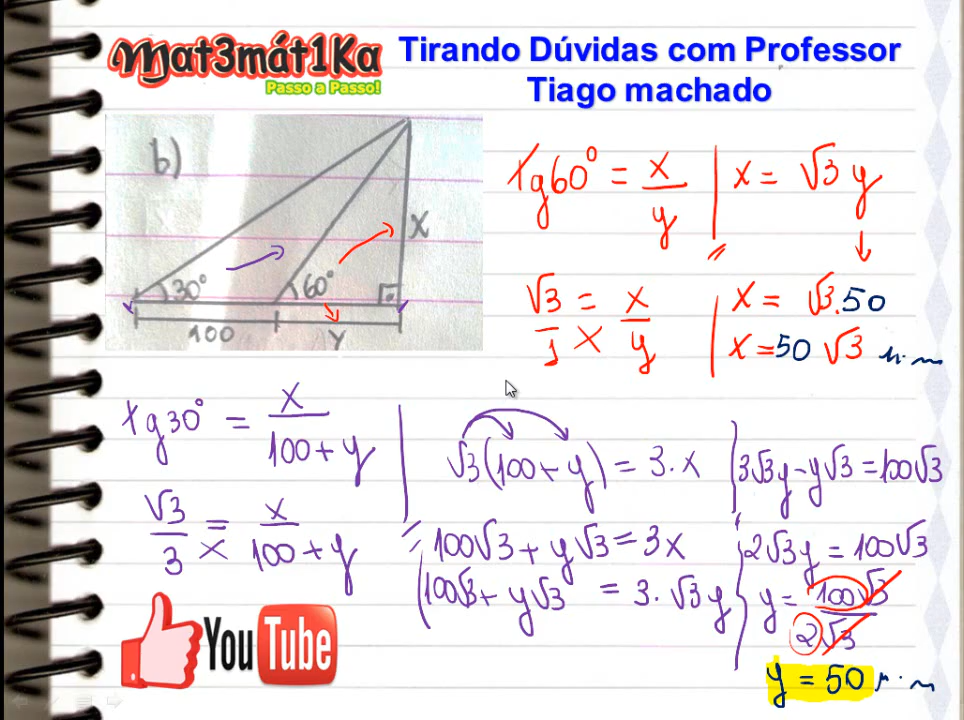 Mat3mát1Ka
Passo a Passo!
Tirando Dúvidas com Professor
Tiago machado
b)
30°
60°
X
100
Y
tg60° = x/y
√3/1 = x/y
x = √3 y
x = √3.50
x = 50 √3 u.m
tg30° = x/(100+y)
√3/3 = x/(100+y)
√3(100+y) = 3.x
100√3 + y√3 = 3x
100√3 + y√3 = 3.√3y
3√3y - y√3 = 100√3
2√3y = 100√3
y = 100√3/2√3
y = 50 u.m
You Tube